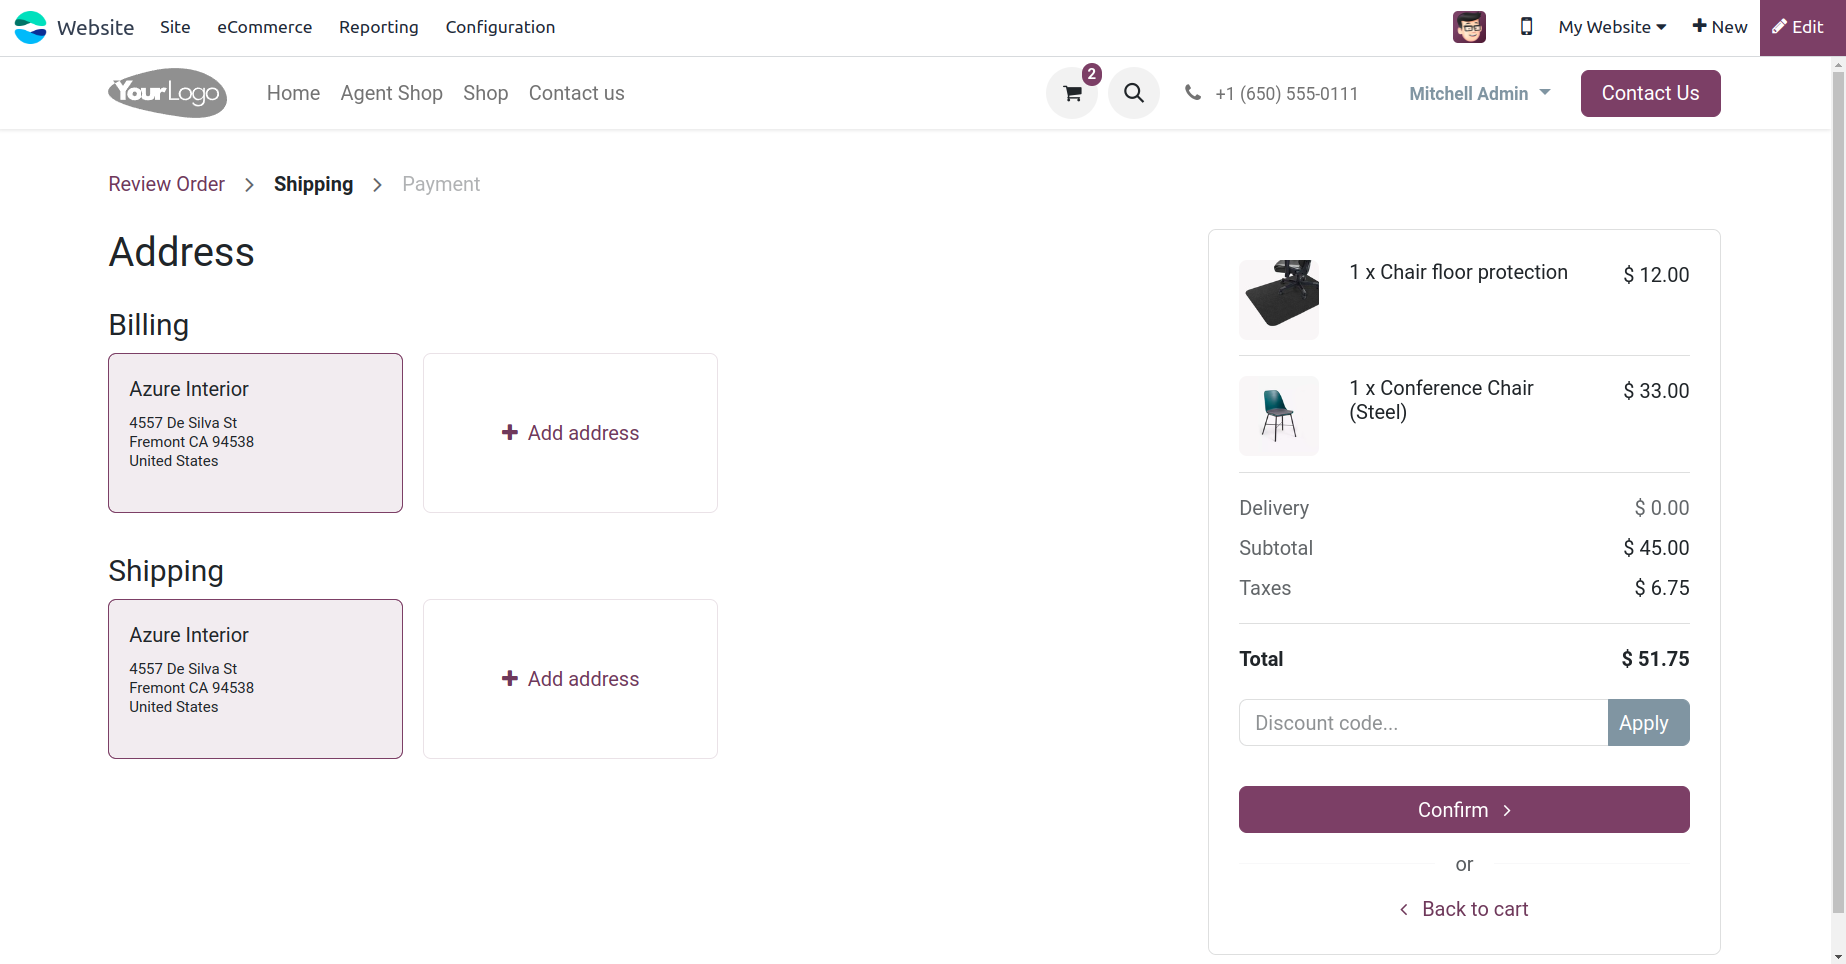 Website
Site
eCommerce
Reporting
Configuration
My Website
New
Edit
YourLogo
Home
Agent Shop
Shop
Contact us
2
+1 (650) 555-0111
Mitchell Admin
Contact Us
Review Order
Shipping
Payment
Address
Billing
Azure Interior
4557 De Silva St
Fremont CA 94538
United States
Add address
Shipping
Azure Interior
4557 De Silva St
Fremont CA 94538
United States
Add address
1 x Chair floor protection
$ 12.00
1 x Conference Chair
(Steel)
$ 33.00
Delivery
$ 0.00
Subtotal
$ 45.00
Taxes
$ 6.75
Total
$ 51.75
Discount code...
Apply
Confirm
or
Back to cart